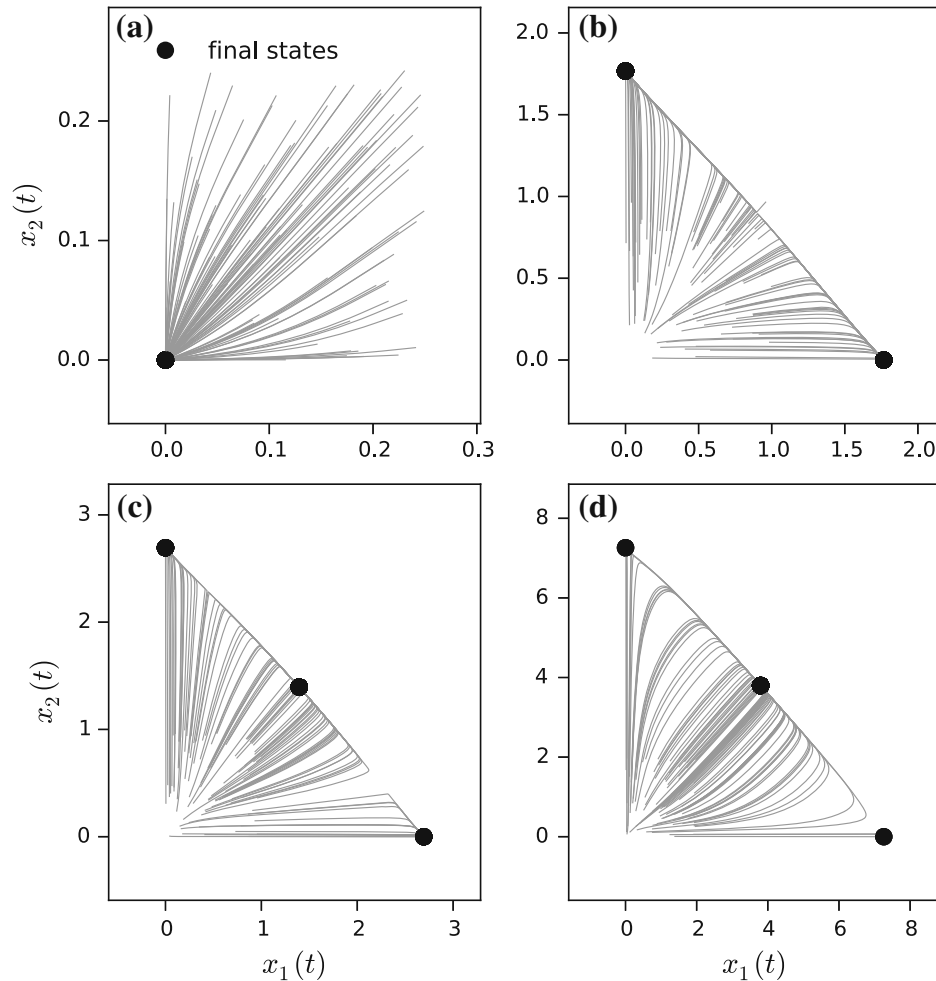 (a)
final states
0.2
0.1
0.0
x₂(t)
0.0 0.1 0.2 0.3
(b)
2.0
1.5
1.0
0.5
0.0
0.0 0.5 1.0 1.5 2.0
(c)
3
2
1
0
x₂(t)
0 1 2 3
x₁(t)
(d)
8
6
4
2
0
0 2 4 6 8
x₁(t)